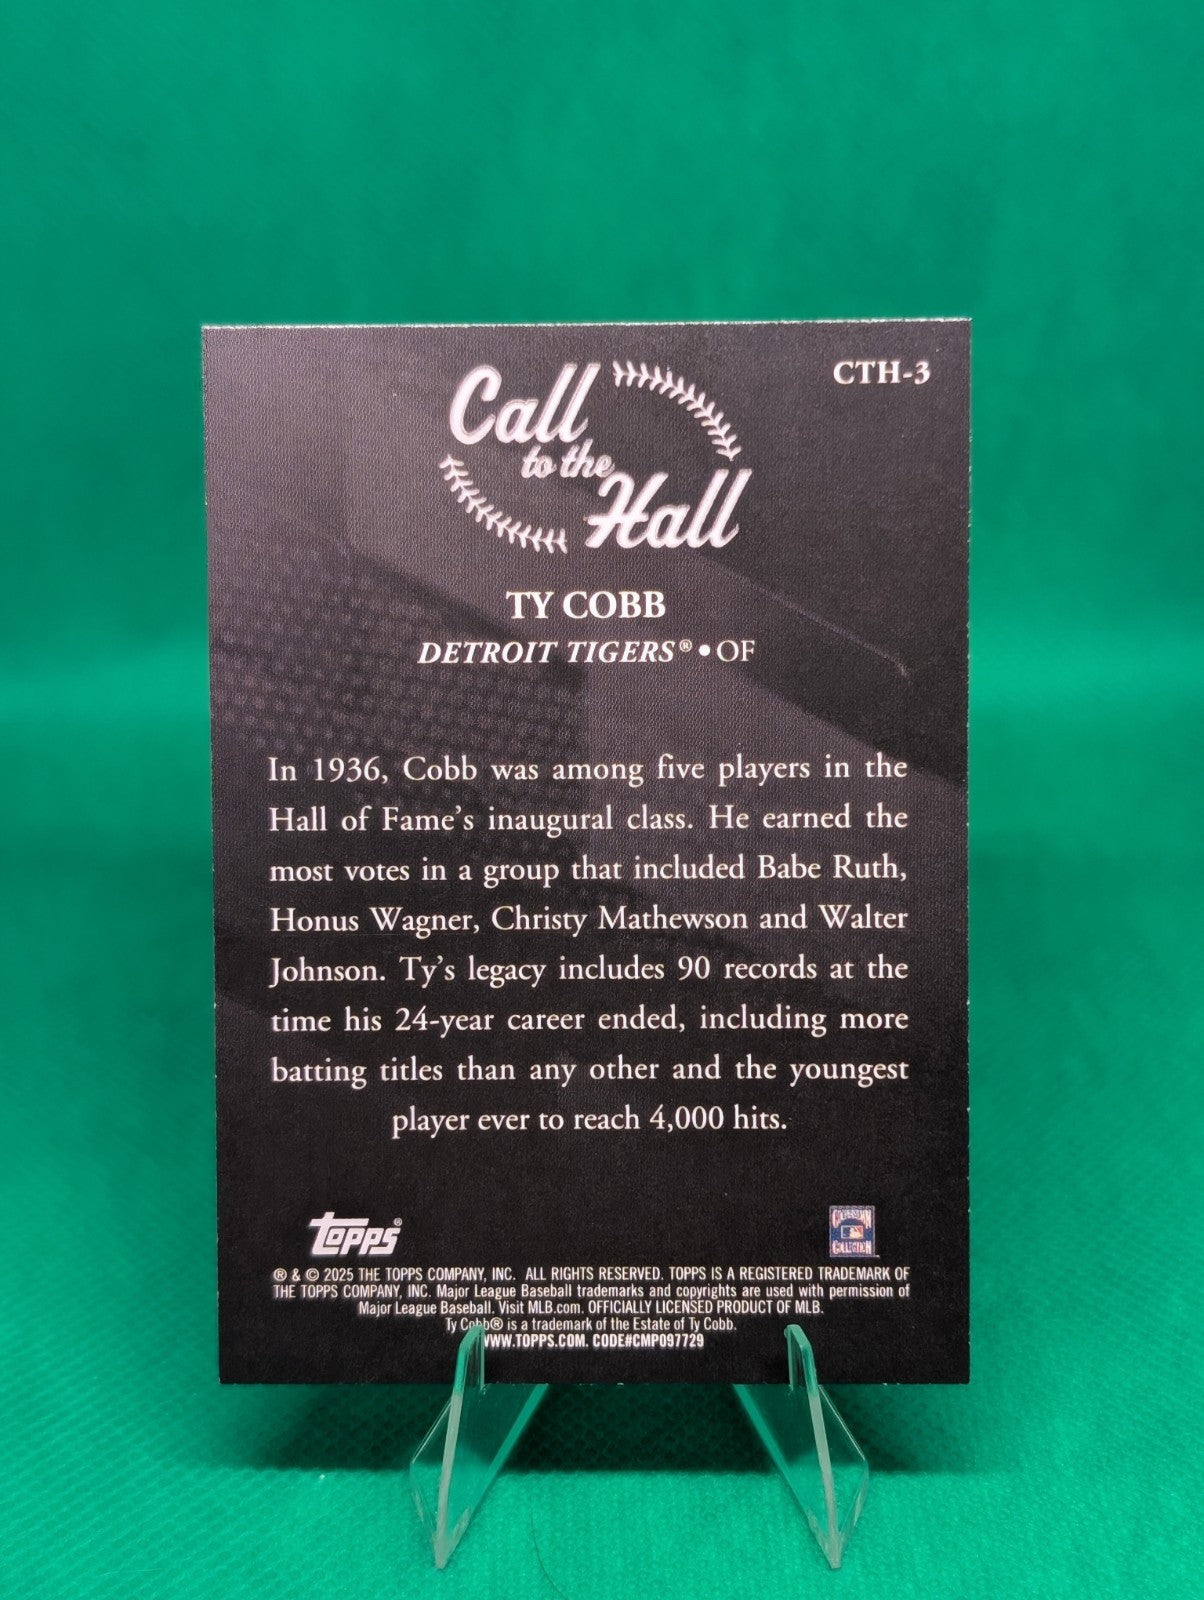 CTH-3
Call
to the
Hall
TY COBB
DETROIT TIGERS® • OF
In 1936, Cobb was among five players in the
Hall of Fame's inaugural class. He earned the
most votes in a group that included Babe Ruth,
Honus Wagner, Christy Mathewson and Walter
Johnson. Ty's legacy includes 90 records at the
time his 24-year career ended, including more
batting titles than any other and the youngest
player ever to reach 4,000 hits.
topps®
COOPERSTOWN
COLLECTION
® & © 2025 THE TOPPS COMPANY, INC. ALL RIGHTS RESERVED. TOPPS IS A REGISTERED TRADEMARK OF
THE TOPPS COMPANY, INC. Major League Baseball trademarks and copyrights are used with permission of
Major League Baseball. Visit MLB.com. OFFICIALLY LICENSED PRODUCT OF MLB.
Ty Cobb® is a trademark of the Estate of Ty Cobb.
WWW.TOPPS.COM. CODE#CMP097729